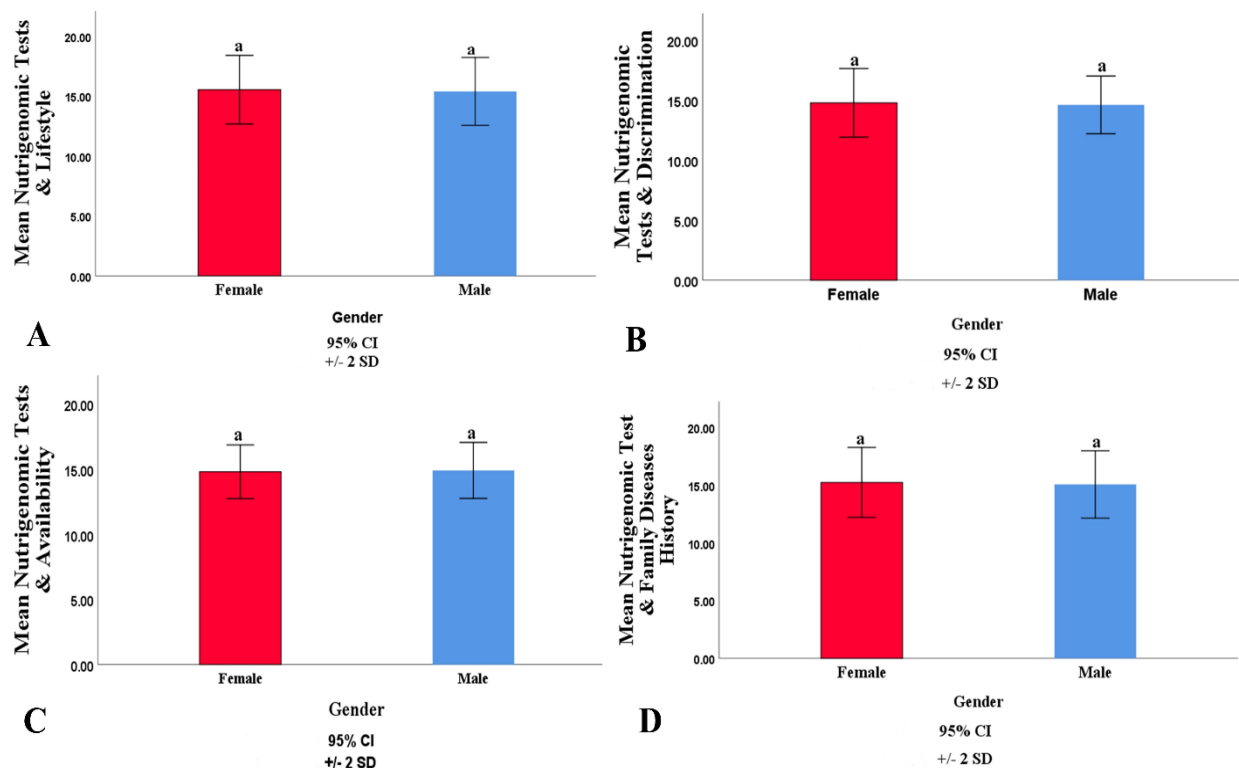 Mean Nutrigenomic Tests
& Lifestyle
20.00
15.00
10.00
5.00
0.00
a
a
Female
Male
Gender
95% CI
+/- 2 SD
A
Mean Nutrigenomic
Tests & Discrimination
20.00
15.00
10.00
5.00
0.00
a
a
Female
Male
Gender
95% CI
+/- 2 SD
B
Mean Nutrigenomic Tests
& Availability
20.00
15.00
10.00
5.00
0.00
a
a
Female
Male
Gender
95% CI
+/- 2 SD
C
Mean Nutrigenomic Test
& Family Diseases
History
20.00
15.00
10.00
5.00
0.00
a
a
Female
Male
Gender
95% CI
+/- 2 SD
D